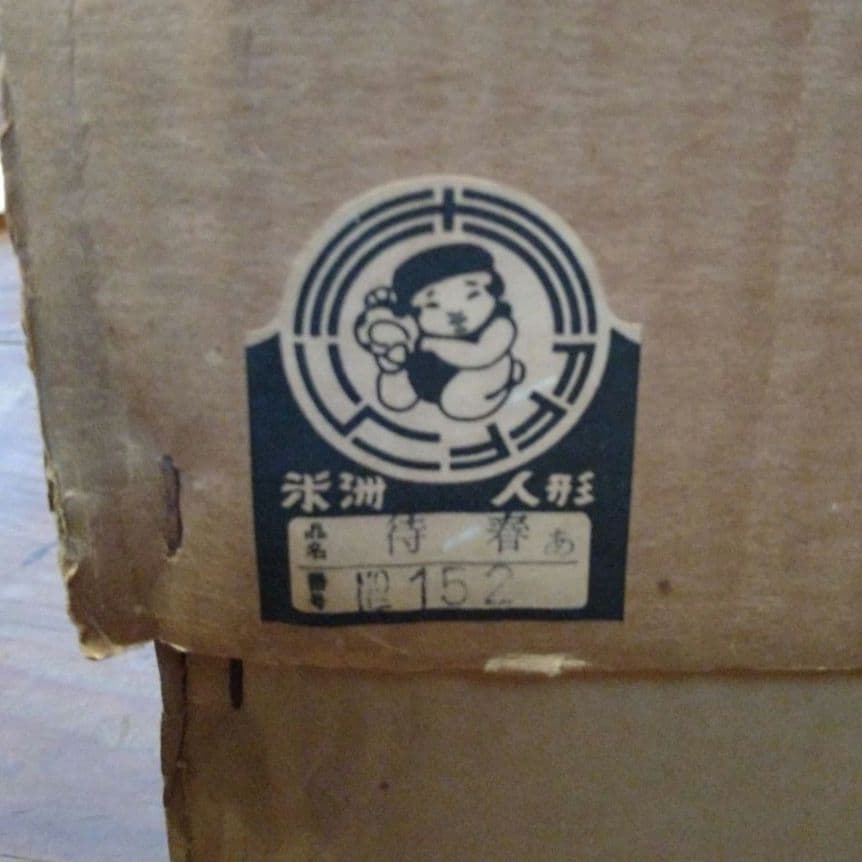 米洲 人形
品名 待春 あ
番号 152